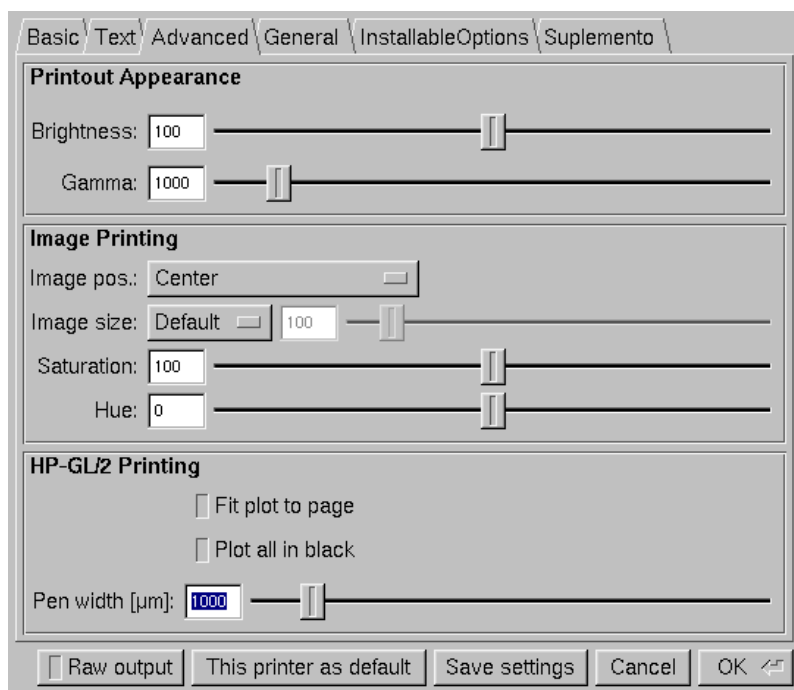 Basic Text Advanced General InstallableOptions Suplemento
Printout Appearance
Brightness: 100
Gamma: 1000
Image Printing
Image pos.: Center
Image size: Default 100
Saturation: 100
Hue: 0
HP-GL/2 Printing
Fit plot to page
Plot all in black
Pen width [µm]: 1000
Raw output This printer as default Save settings Cancel OK